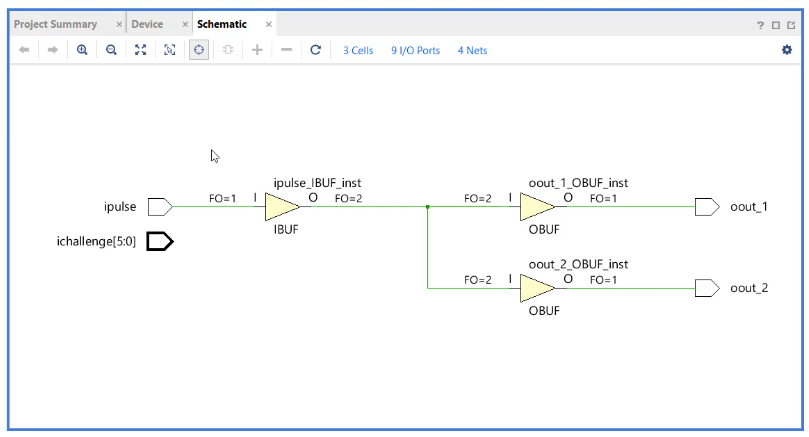 Project Summary × Device × Schematic × ?
3 Cells 9 I/O Ports 4 Nets
ipulse_IBUF_inst oout_1_OBUF_inst
ipulse FO=1 I O FO=2 FO=2 I O FO=1 oout_1
IBUF OBUF
ichallenge[5:0]
oout_2_OBUF_inst
FO=2 I O FO=1 oout_2
OBUF